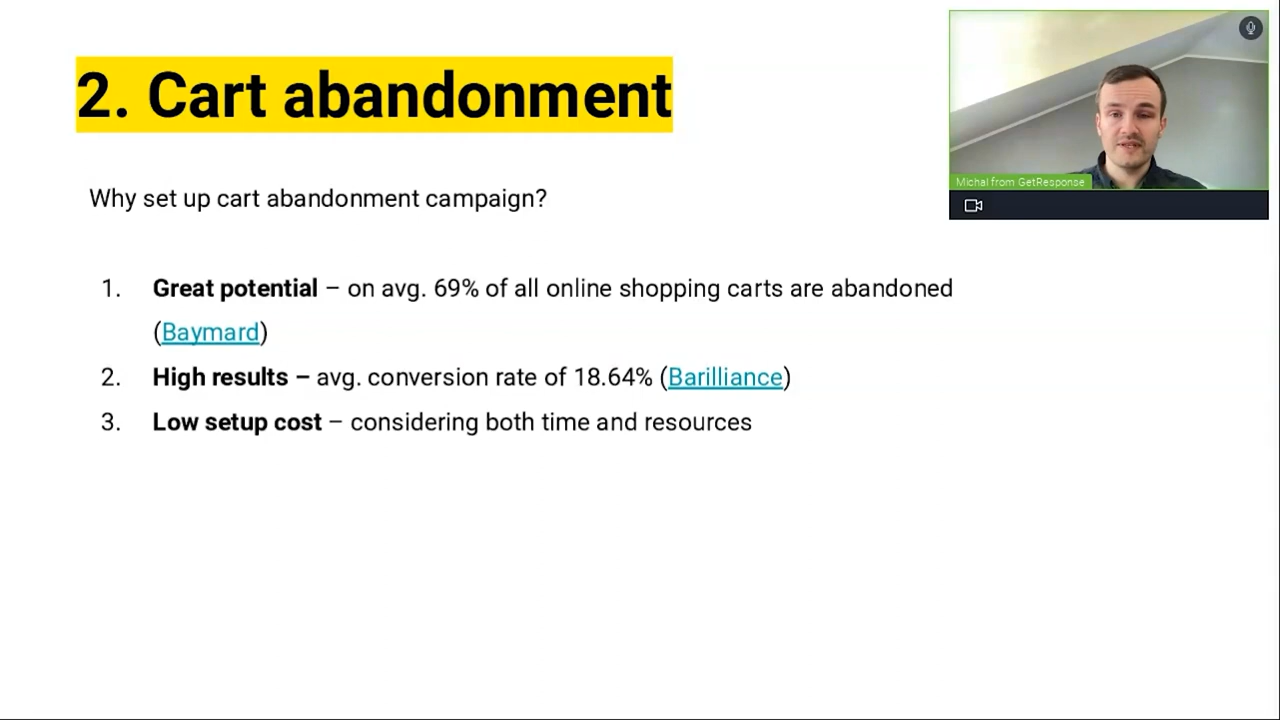 2. Cart abandonment
Michal from GetResponse
Why set up cart abandonment campaign?
1. Great potential – on avg. 69% of all online shopping carts are abandoned
(Baymard)
2. High results – avg. conversion rate of 18.64% (Barilliance)
3. Low setup cost – considering both time and resources